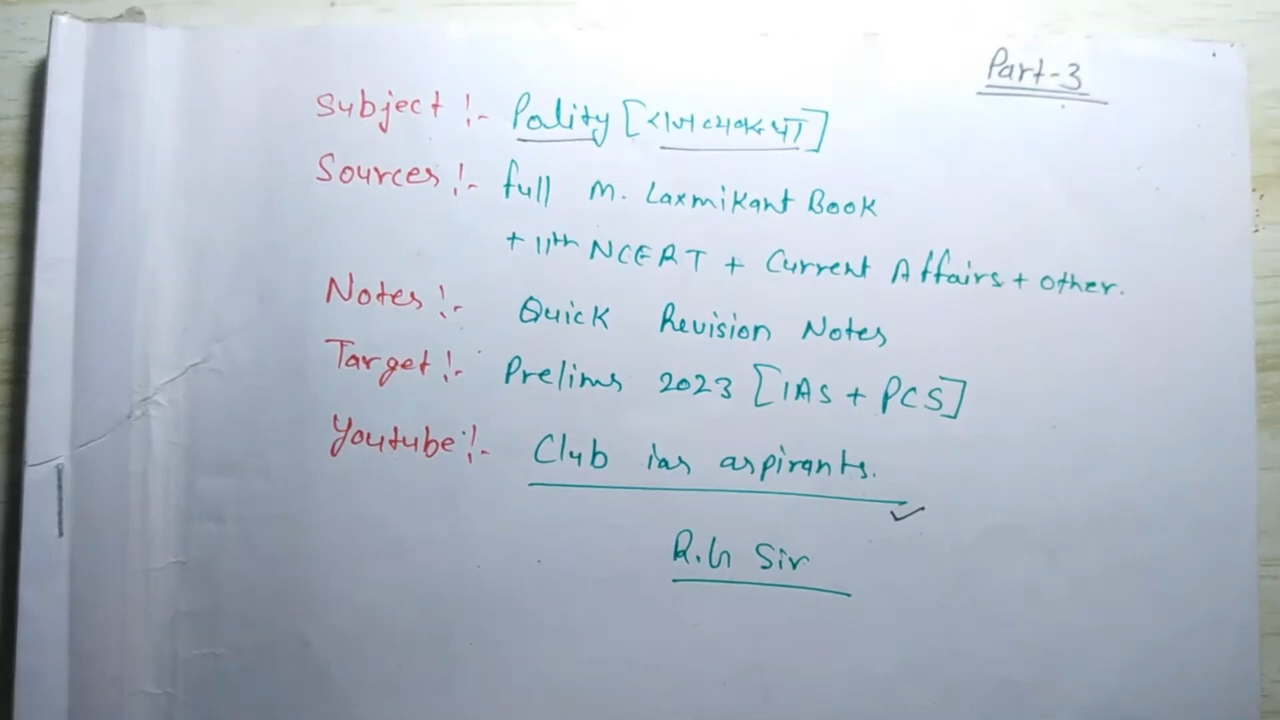 Part-3
Subject :- Polity [राजव्यवस्था]
Sources :- full M. Laxmikant Book
+ 11th NCERT + Current Affairs + other.
Notes :- Quick Revision Notes
Target :- Prelims 2023 [IAS + PCS]
Youtube :- Club ias aspirants.
R.G Sir